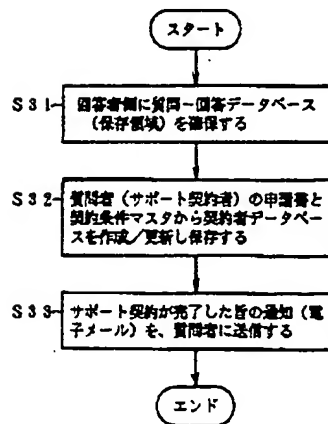 スタート
S31
回答者側に質問～回答データベース
(保存領域)を確保する
S32
質問者(サポート契約者)の申請書と
契約条件マスタから契約者データベース
を作成/更新し保存する
S33
サポート契約が完了した旨の通知(電
子メール)を、質問者に送信する
エンド